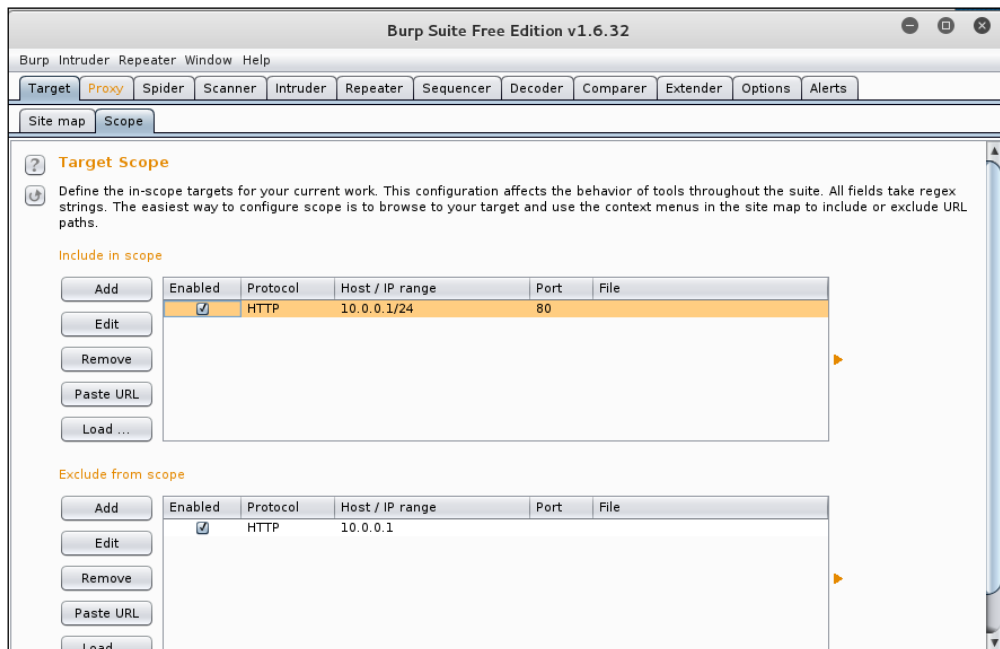 Burp Suite Free Edition v1.6.32
Burp Intruder Repeater Window Help
Target Proxy Spider Scanner Intruder Repeater Sequencer Decoder Comparer Extender Options Alerts
Site map Scope
? Target Scope
Define the in-scope targets for your current work. This configuration affects the behavior of tools throughout the suite. All fields take regex
strings. The easiest way to configure scope is to browse to your target and use the context menus in the site map to include or exclude URL
paths.
Include in scope
Add Enabled Protocol Host / IP range Port File
HTTP 10.0.0.1/24 80
Edit
Remove
Paste URL
Load ...
Exclude from scope
Add Enabled Protocol Host / IP range Port File
HTTP 10.0.0.1
Edit
Remove
Paste URL
Load ...